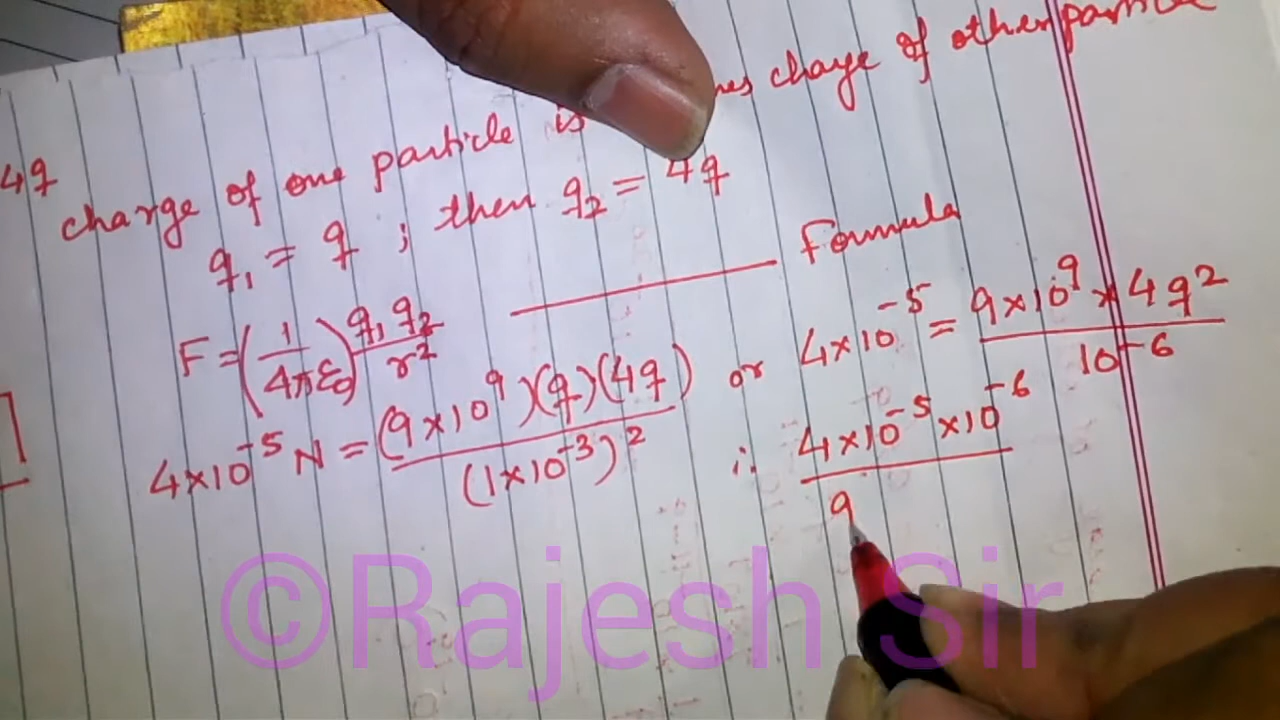 4q
charge of one particle is charge of other particle
q₁ = q ; then q₂ = 4q
Formula
F = (1/4πε₀) q₁q₂/r²
4×10⁻⁵ N = (9×10⁹)(q)(4q)/(1×10⁻³)²
or 4×10⁻⁵ = 9×10⁹ × 4q²/10⁻⁶
∴ 4×10⁻⁵×10⁻⁶/9
©Rajesh Sir